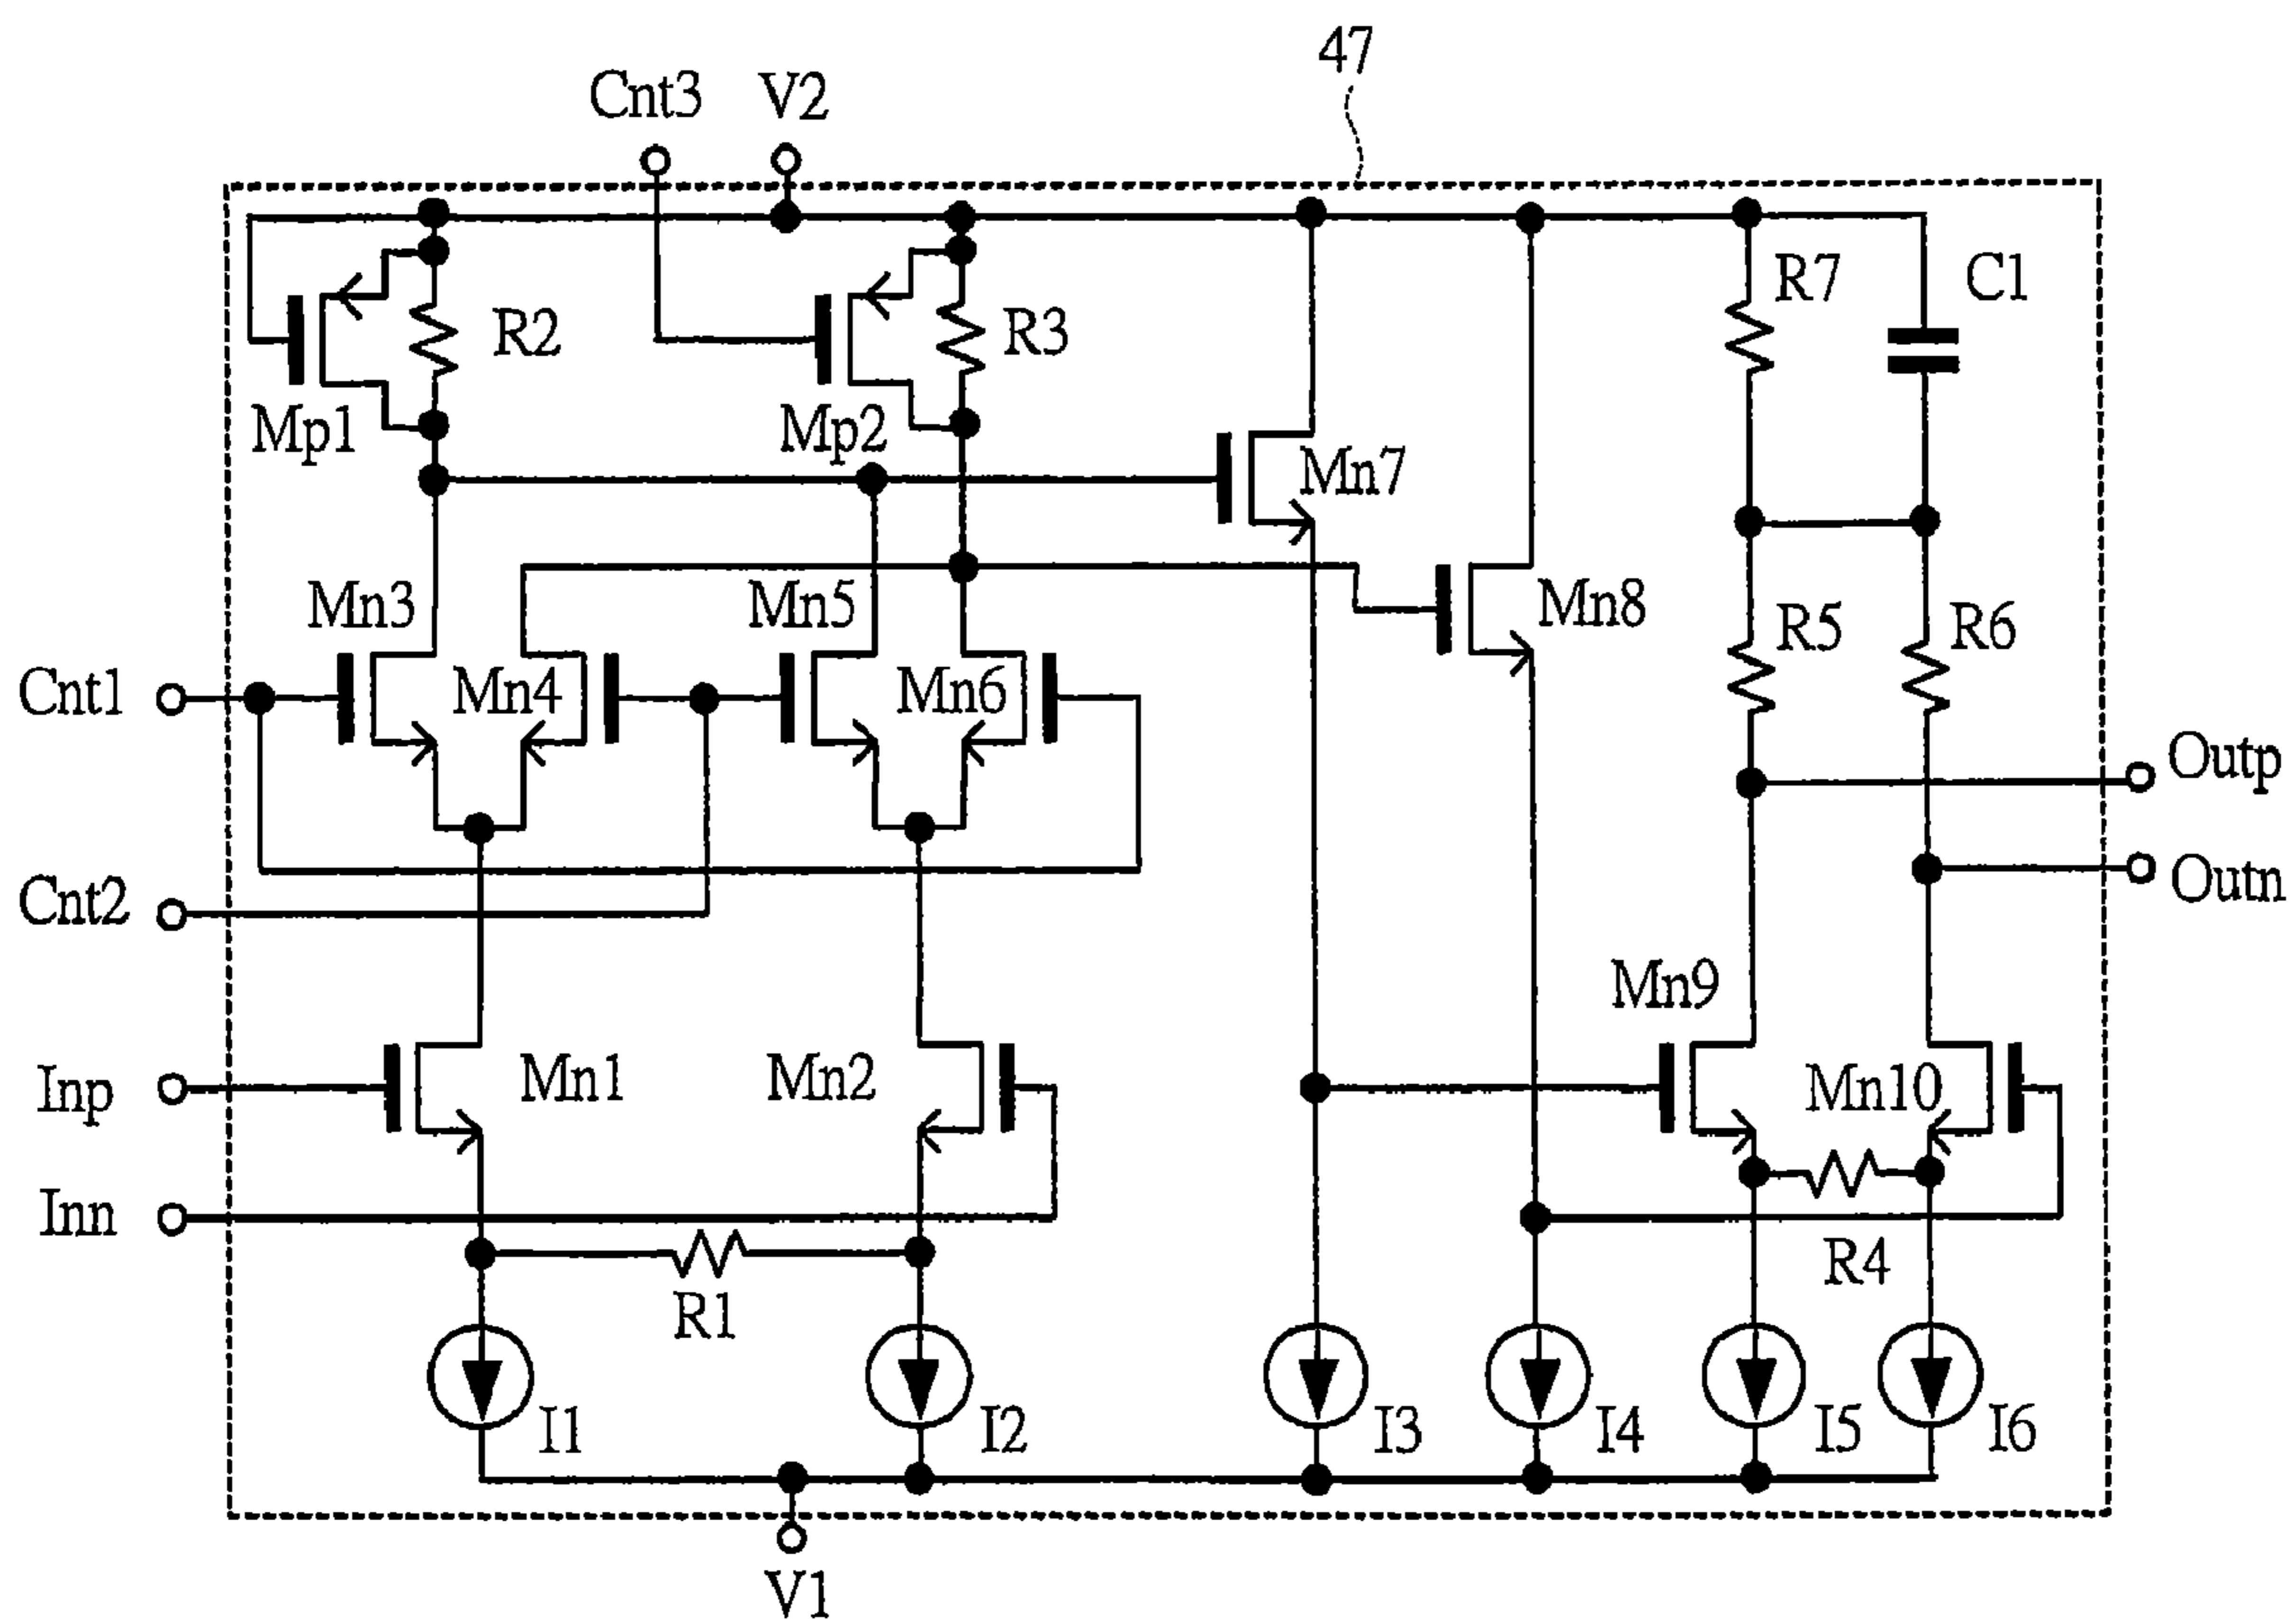 47
Cnt3
V2
R2
R3
R7
C1
Mp1
Mp2
Mn7
Mn3
Mn5
Mn8
R5
R6
Cnt1
Mn4
Mn6
Outp
Cnt2
Outn
Mn9
Inp
Mn1
Mn2
Mn10
Inn
R4
R1
I1
I2
I3
I4
I5
I6
V1